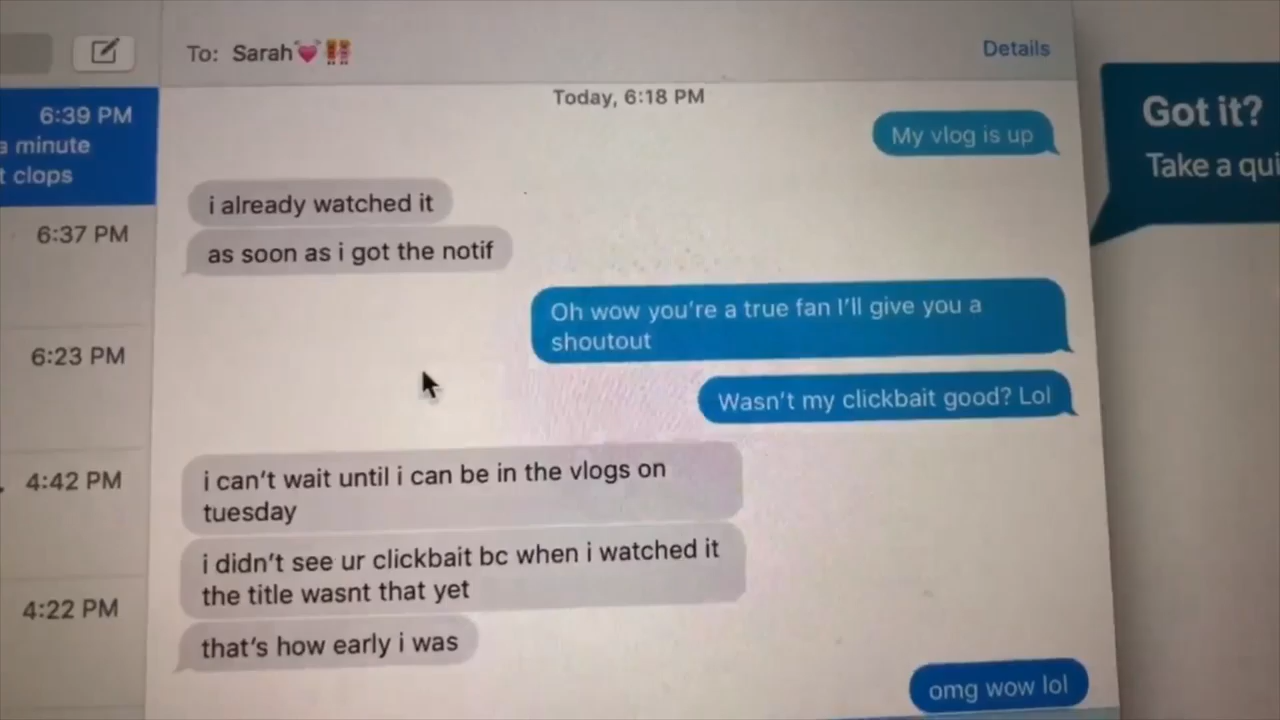 To: Sarah💓👯
Details
6:39 PM
a minute
t clops
6:37 PM
6:23 PM
4:42 PM
4:22 PM
Today, 6:18 PM
My vlog is up
i already watched it
as soon as i got the notif
Oh wow you're a true fan I'll give you a
shoutout
Wasn't my clickbait good? Lol
i can't wait until i can be in the vlogs on
tuesday
i didn't see ur clickbait bc when i watched it
the title wasnt that yet
that's how early i was
omg wow lol
Got it?
Take a qui